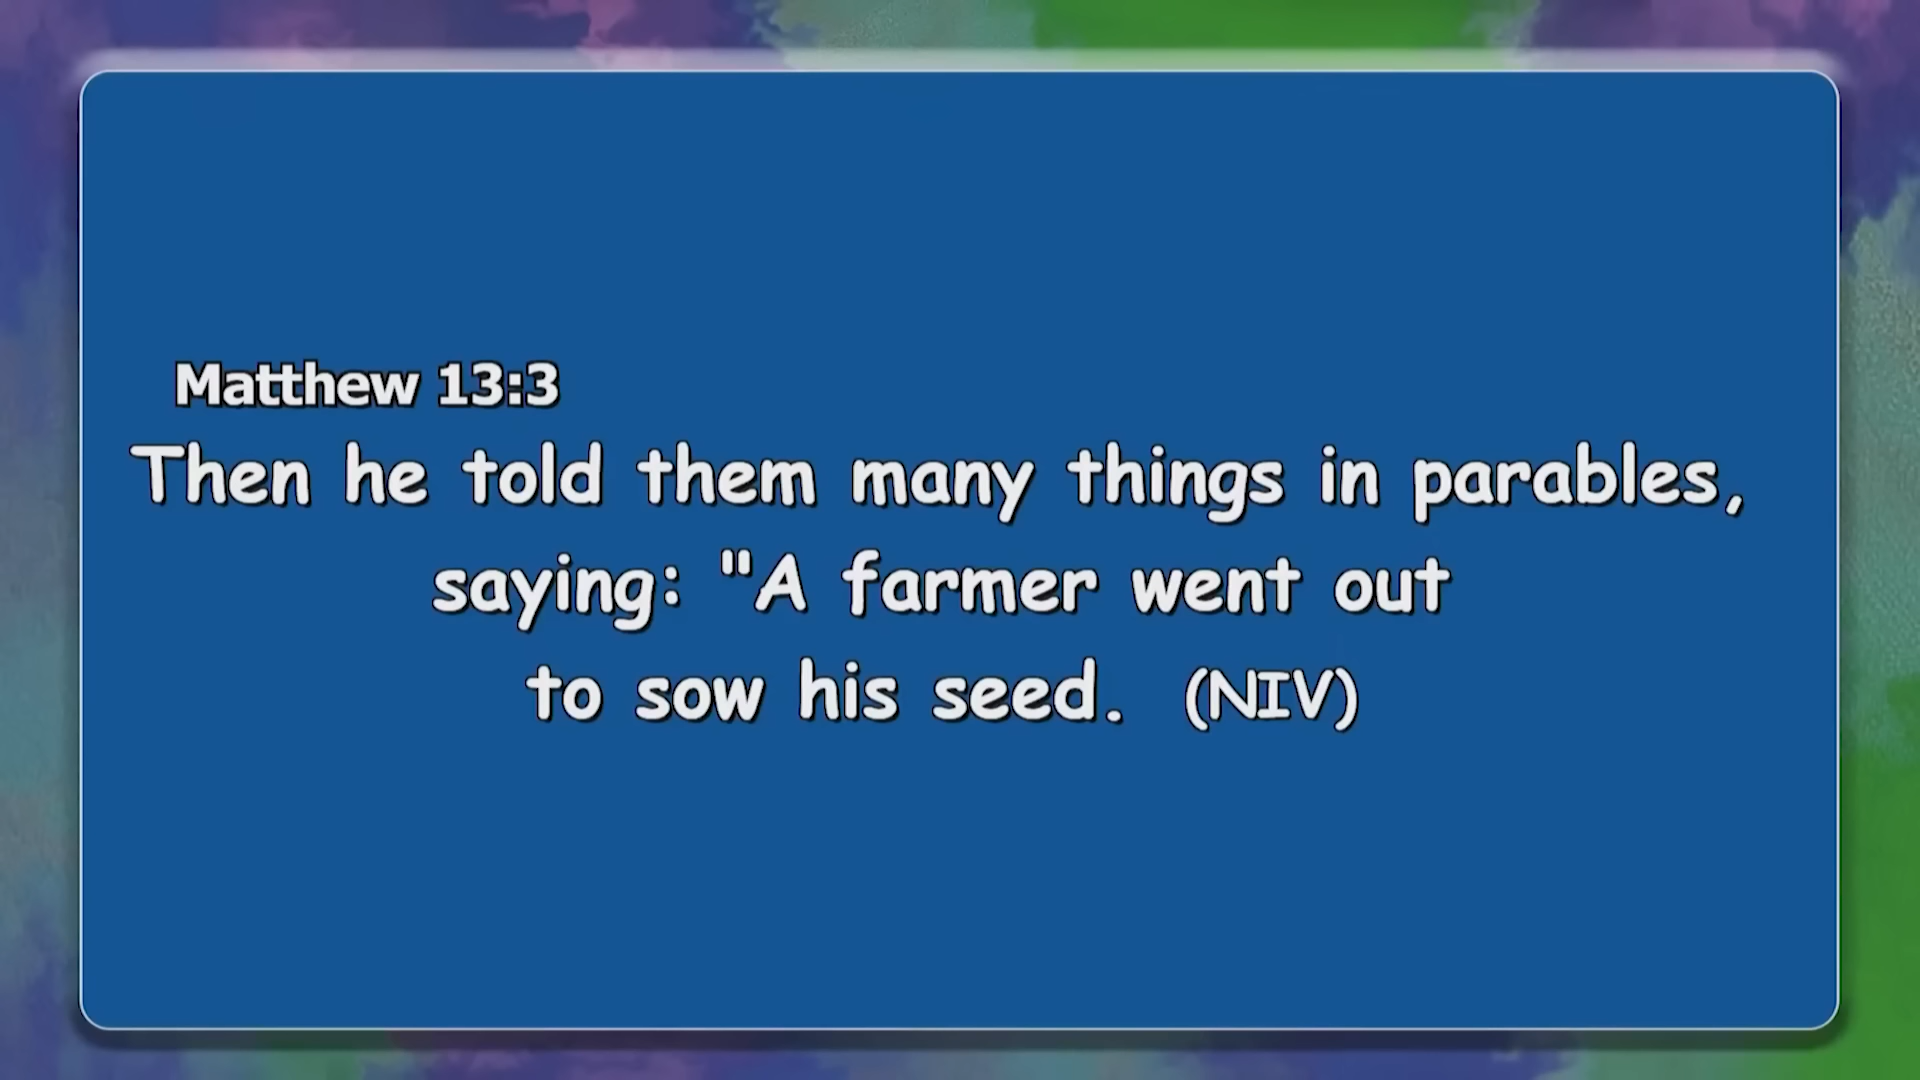 Matthew 13:3
Then he told them many things in parables,
saying: "A farmer went out
to sow his seed. (NIV)